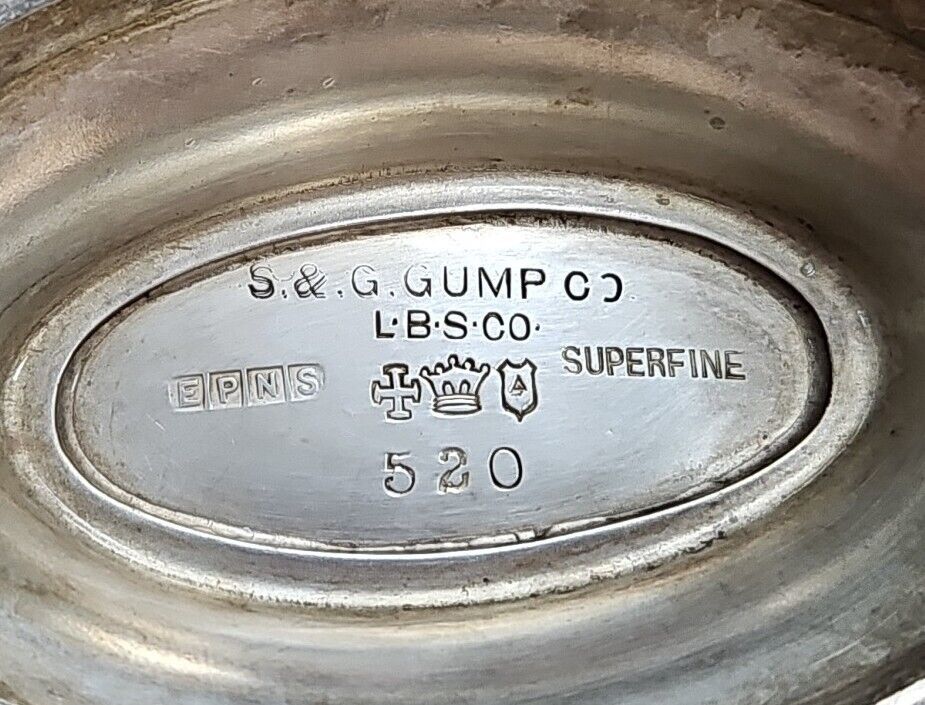 S.&.G.GUMP CO
L·B·S·CO·
EPNS SUPERFINE
520